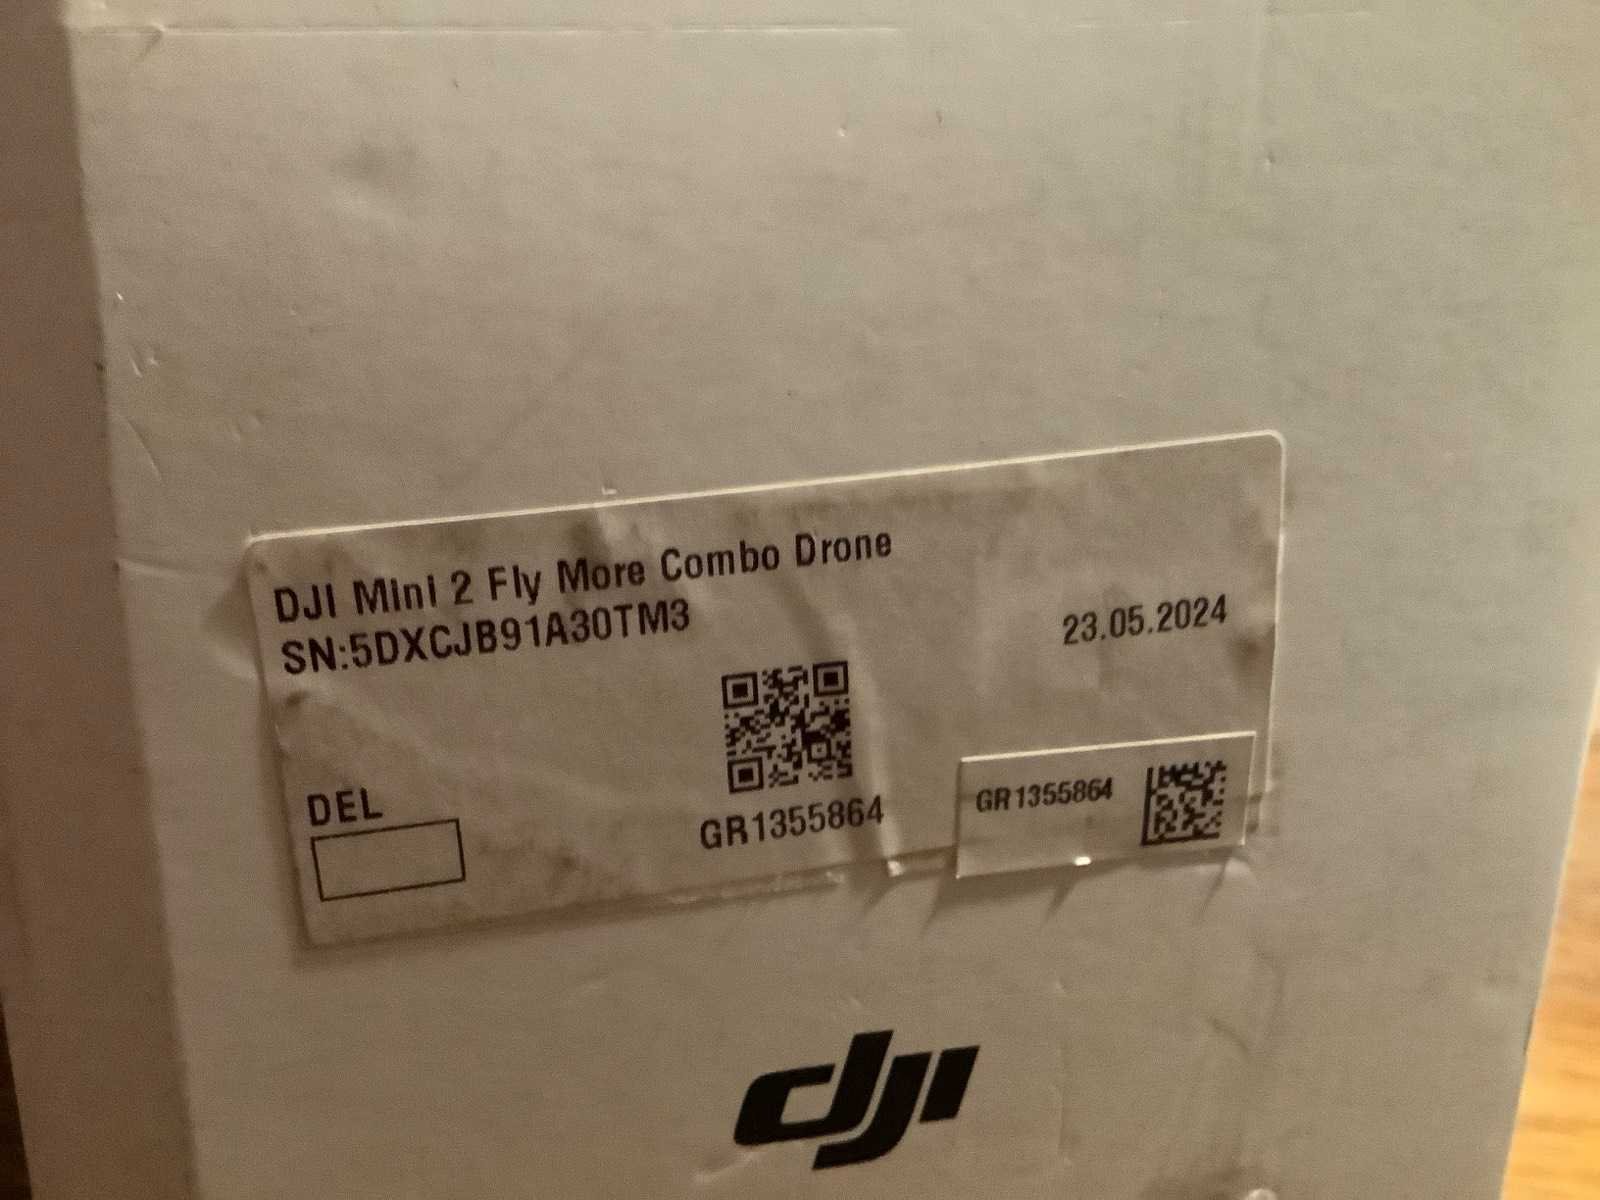 DJI Mini 2 Fly More Combo Drone
SN:5DXCJB91A30TM3
23.05.2024
DEL
GR1355864
GR1355864
dji